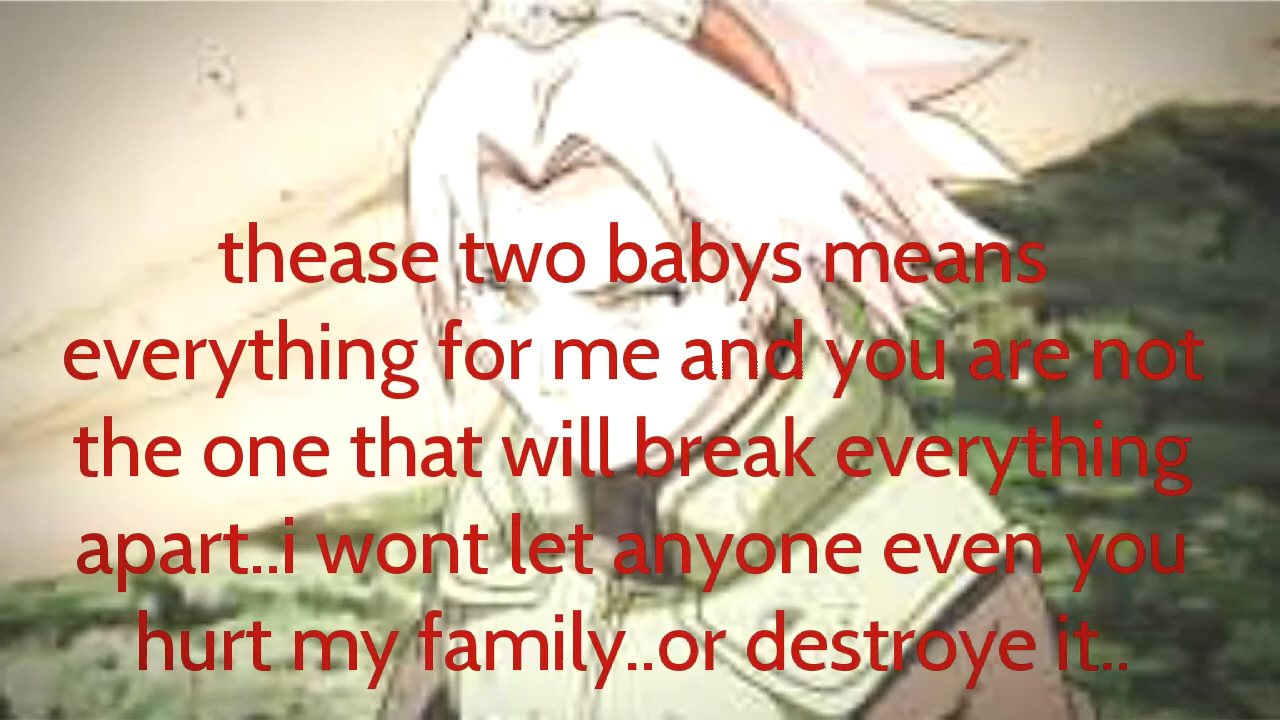 thease two babys means
everything for me and you are not
the one that will break everything
apart..i wont let anyone even you
hurt my family..or destroye it..